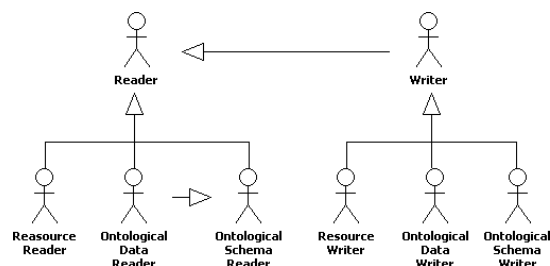 Reader
Writer
Reasource
Reader
Ontological
Data
Reader
Ontological
Schema
Reader
Resource
Writer
Ontological
Data
Writer
Ontological
Schema
Writer